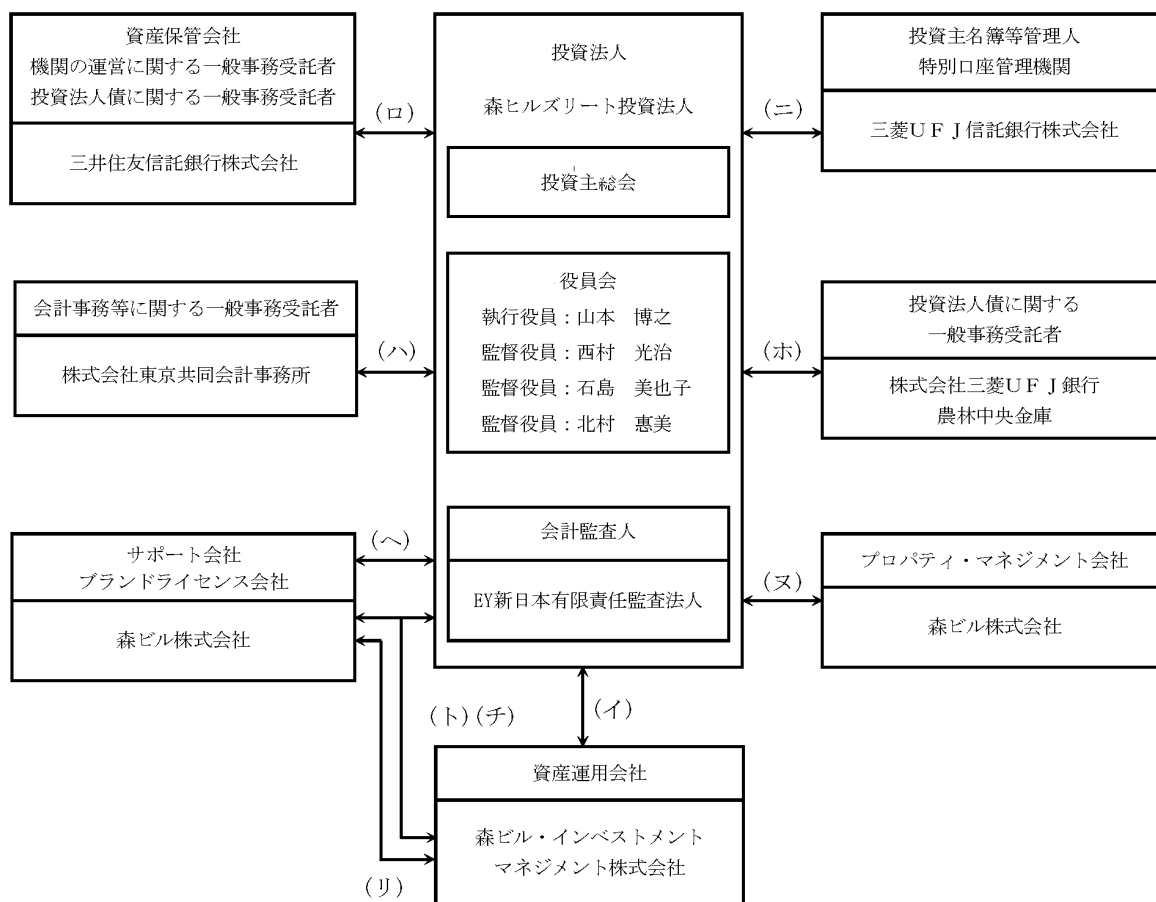 資産保管会社
機関の運営に関する一般事務受託者
投資法人債に関する一般事務受託者
三井住友信託銀行株式会社
(ロ)
投資法人
森ヒルズリート投資法人
投資主総会
(ニ)
投資主名簿等管理人
特別口座管理機関
三菱UFJ信託銀行株式会社
会計事務等に関する一般事務受託者
株式会社東京共同会計事務所
(ハ)
役員会
執行役員：山本 博之
監督役員：西村 光治
監督役員：石島 美也子
監督役員：北村 惠美
(ホ)
投資法人債に関する
一般事務受託者
株式会社三菱UFJ銀行
農林中央金庫
サポート会社
ブランドライセンス会社
森ビル株式会社
(ヘ)
会計監査人
EY新日本有限責任監査法人
(ヌ)
プロパティ・マネジメント会社
森ビル株式会社
(ト)(チ)
(イ)
資産運用会社
森ビル・インベストメント
マネジメント株式会社
(リ)